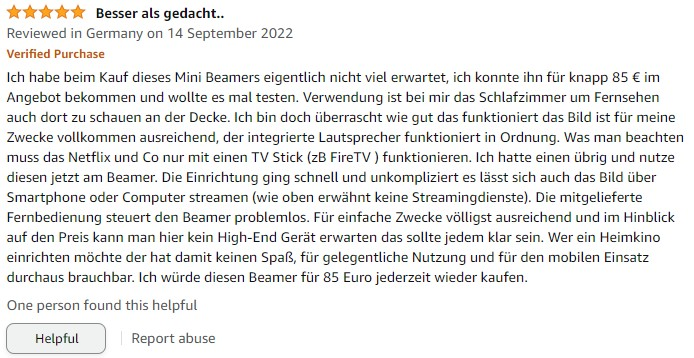 Besser als gedacht..
Reviewed in Germany on 14 September 2022
Verified Purchase
Ich habe beim Kauf dieses Mini Beamers eigentlich nicht viel erwartet, ich konnte ihn für knapp 85 € im
Angebot bekommen und wollte es mal testen. Verwendung ist bei mir das Schlafzimmer um Fernsehen
auch dort zu schauen an der Decke. Ich bin doch überrascht wie gut das funktioniert das Bild ist für meine
Zwecke vollkommen ausreichend, der integrierte Lautsprecher funktioniert in Ordnung. Was man beachten
muss das Netflix und Co nur mit einen TV Stick (zB FireTV ) funktionieren. Ich hatte einen übrig und nutze
diesen jetzt am Beamer. Die Einrichtung ging schnell und unkompliziert es lässt sich auch das Bild über
Smartphone oder Computer streamen (wie oben erwähnt keine Streamingdienste). Die mitgelieferte
Fernbedienung steuert den Beamer problemlos. Für einfache Zwecke völligst ausreichend und im Hinblick
auf den Preis kann man hier kein High-End Gerät erwarten das sollte jedem klar sein. Wer ein Heimkino
einrichten möchte der hat damit keinen Spaß, für gelegentliche Nutzung und für den mobilen Einsatz
durchaus brauchbar. Ich würde diesen Beamer für 85 Euro jederzeit wieder kaufen.
One person found this helpful
Helpful | Report abuse